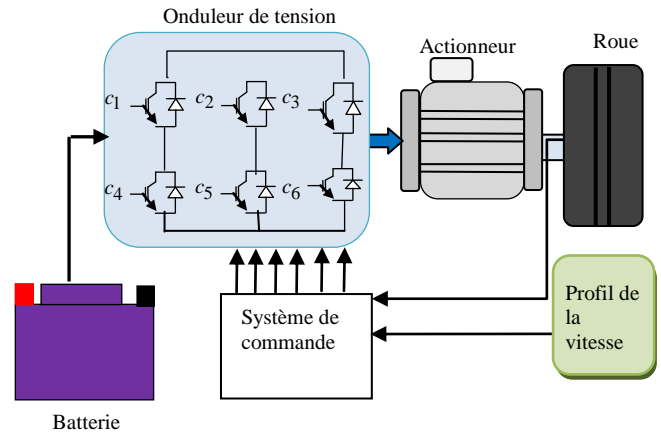 Onduleur de tension
Actionneur
Roue
c1
c2
c3
c4
c5
c6
Système de
commande
Profil de
la
vitesse
Batterie